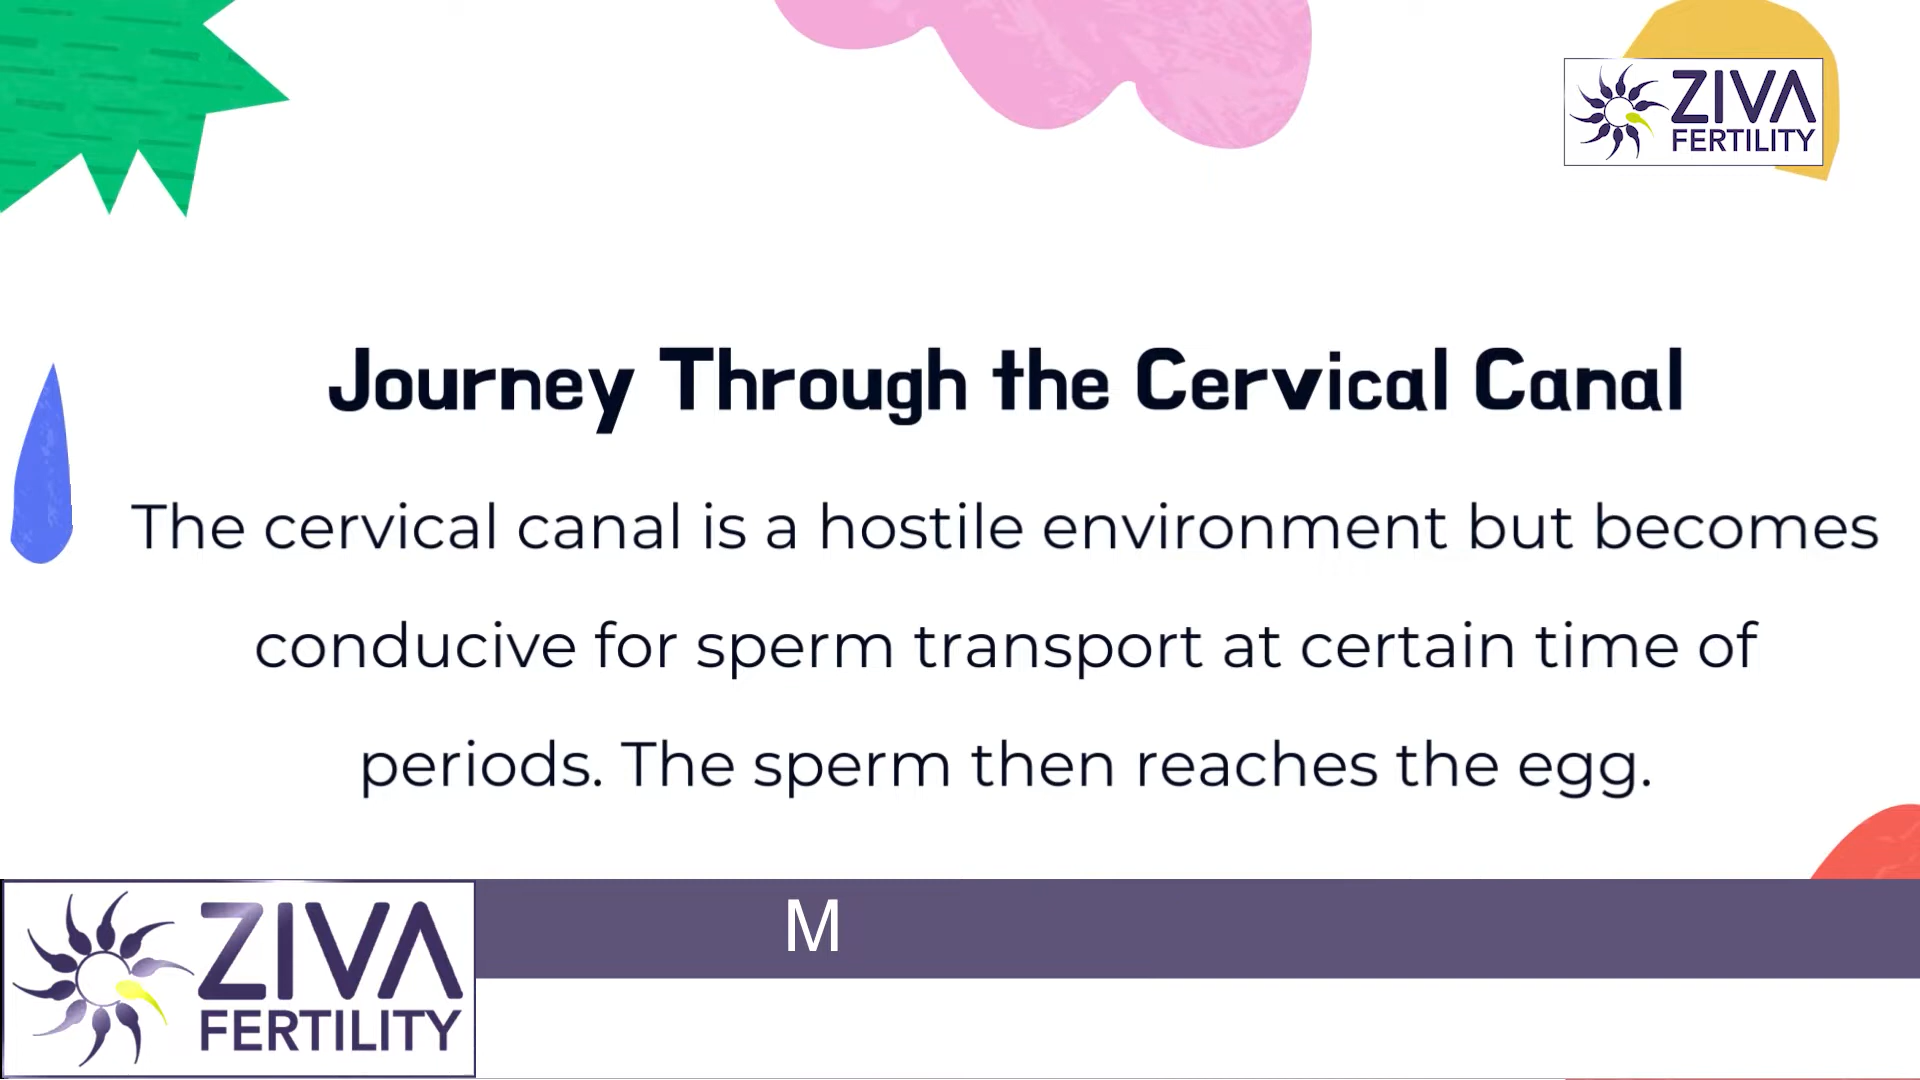 ZIVA
FERTILITY
Journey Through the Cervical Canal
The cervical canal is a hostile environment but becomes
conducive for sperm transport at certain time of
periods. The sperm then reaches the egg.
M
ZIVA
FERTILITY